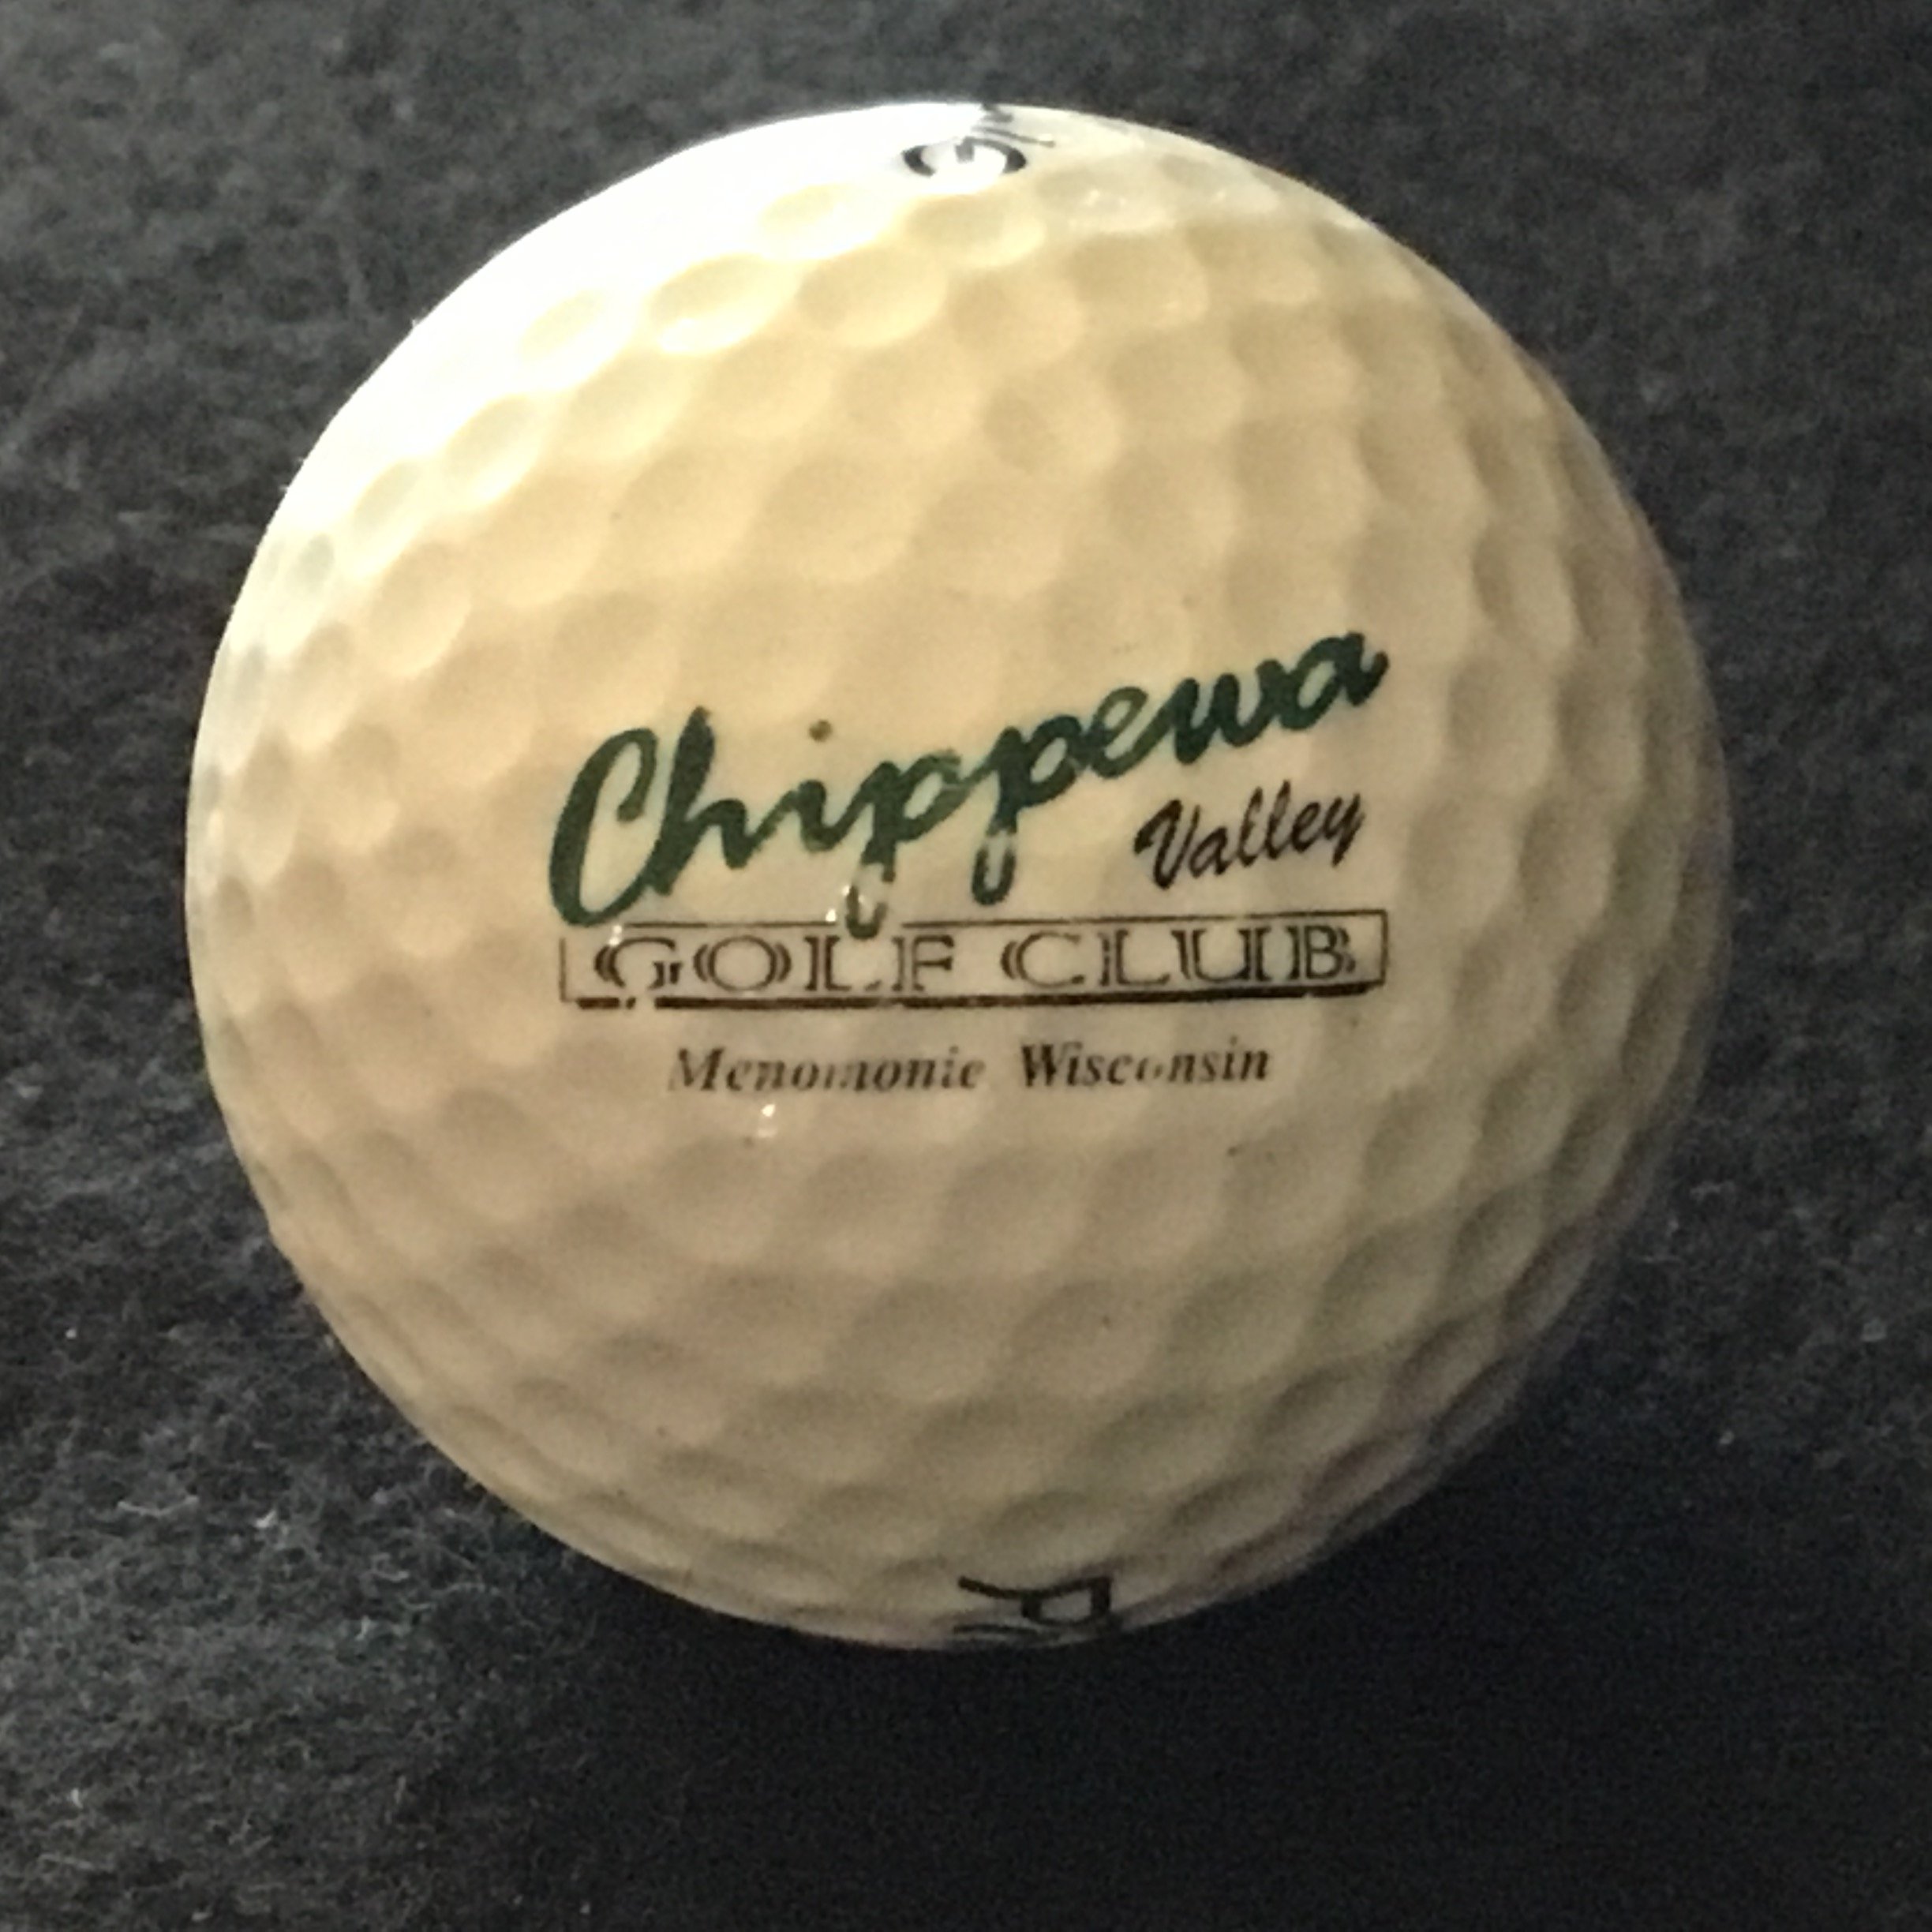 Chippewa
Valley
GOLF CLUB
Menomonie Wisconsin